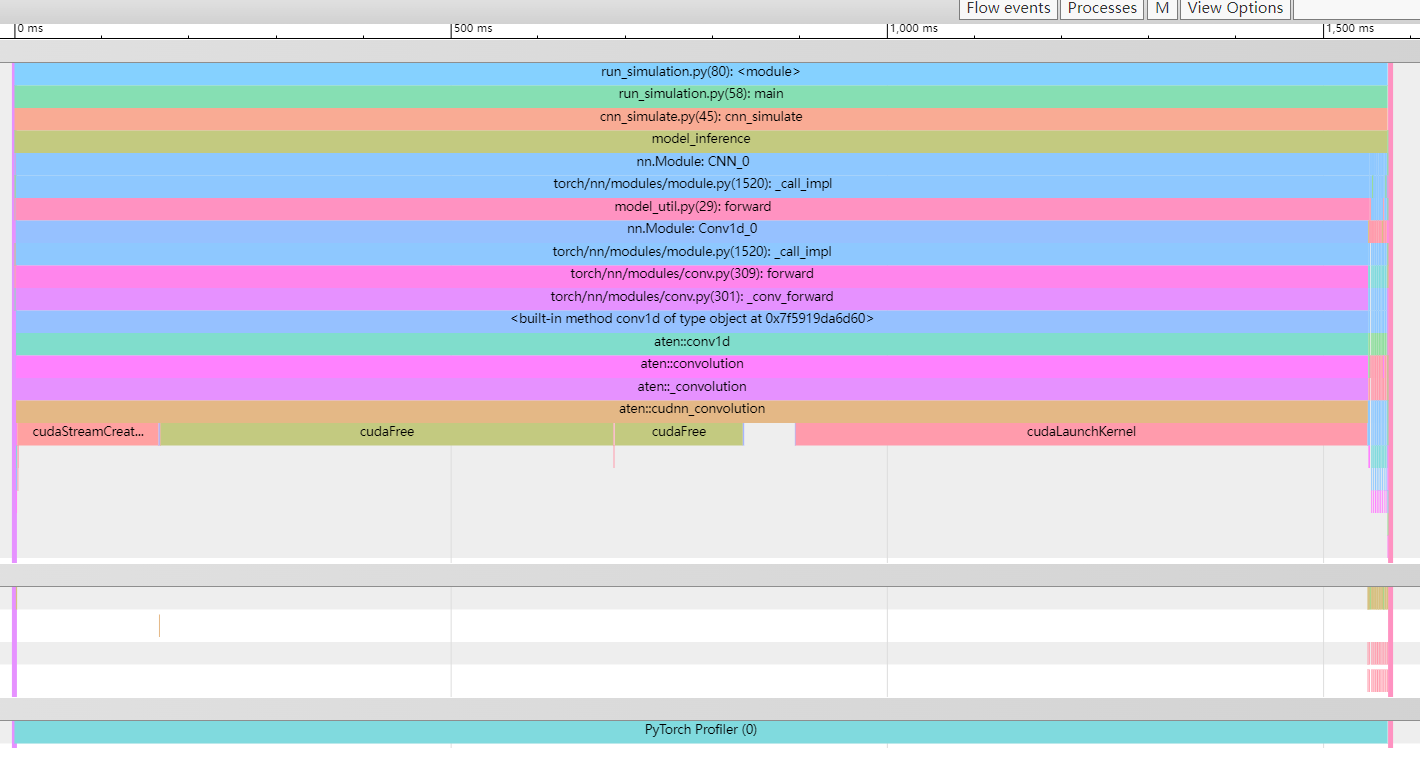 Flow events Processes M View Options
0 ms 500 ms 1,000 ms 1,500 ms
run_simulation.py(80): <module>
run_simulation.py(58): main
cnn_simulate.py(45): cnn_simulate
model_inference
nn.Module: CNN_0
torch/nn/modules/module.py(1520): _call_impl
model_util.py(29): forward
nn.Module: Conv1d_0
torch/nn/modules/module.py(1520): _call_impl
torch/nn/modules/conv.py(309): forward
torch/nn/modules/conv.py(301): _conv_forward
<built-in method conv1d of type object at 0x7f5919da6d60>
aten::conv1d
aten::convolution
aten::_convolution
aten::cudnn_convolution
cudaStreamCreat... cudaFree cudaFree cudaLaunchKernel
PyTorch Profiler (0)